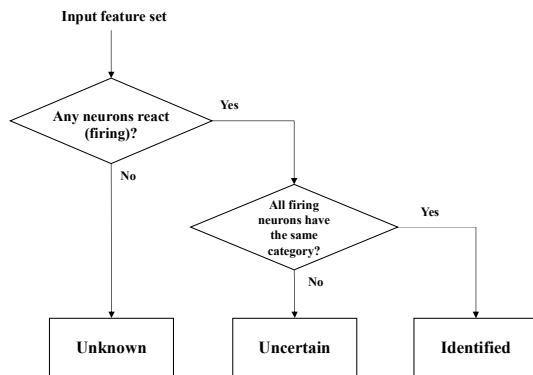 Input feature set
Any neurons react
(firing)?
Yes
No
All firing
neurons have
the same
category?
Yes
No
Unknown
Uncertain
Identified